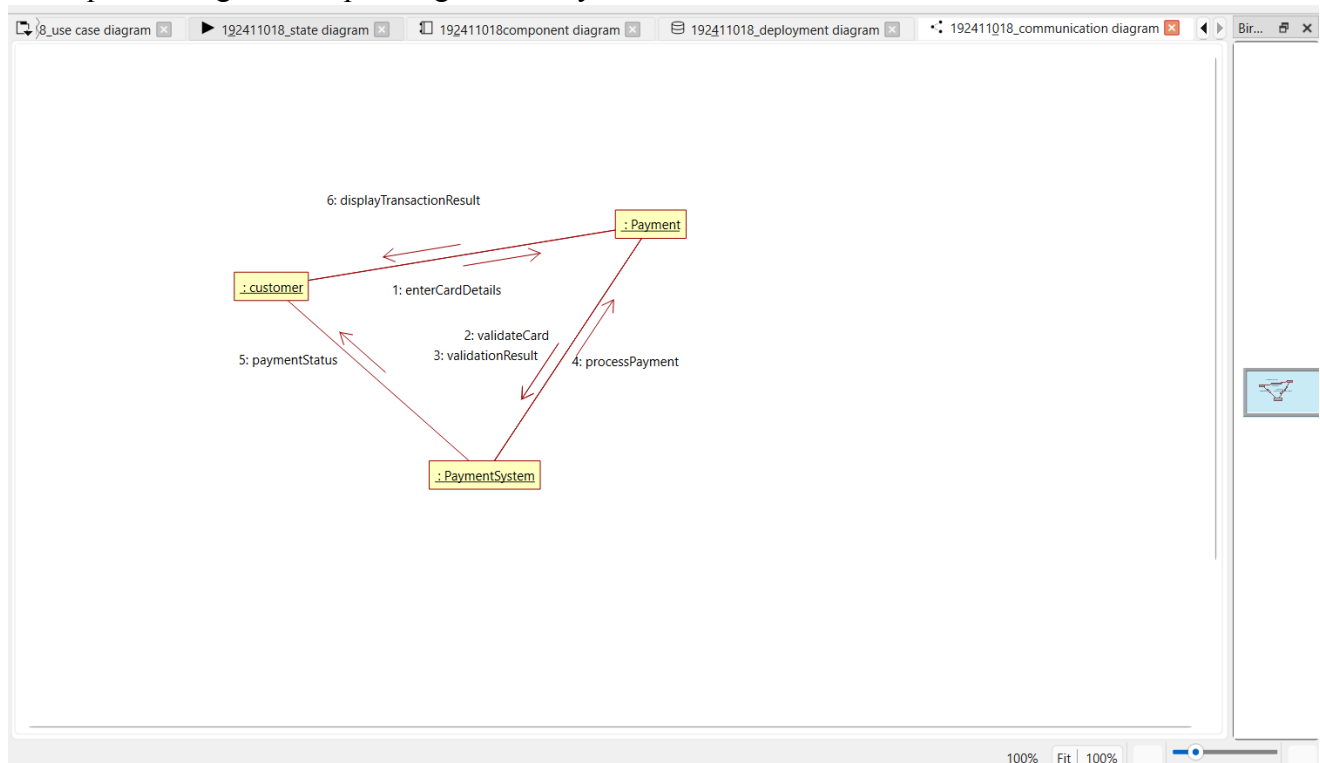 8_use case diagram
192411018_state diagram
192411018component diagram
192411018_deployment diagram
192411018_communication diagram
Bir...
6: displayTransactionResult
: Payment
: customer
1: enterCardDetails
2: validateCard
3: validationResult
5: paymentStatus
4: processPayment
: PaymentSystem
100%
Fit
100%